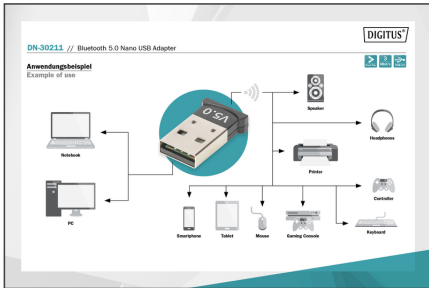 DIGITUS®
DN-30211 // Bluetooth 5.0 Nano USB Adapter
Anwendungsbeispiel
Example of use
V5.0
Speaker
Headphones
Notebook
Printer
PC
Controller
Smartphone
Tablet
Mouse
Gaming Console
Keyboard